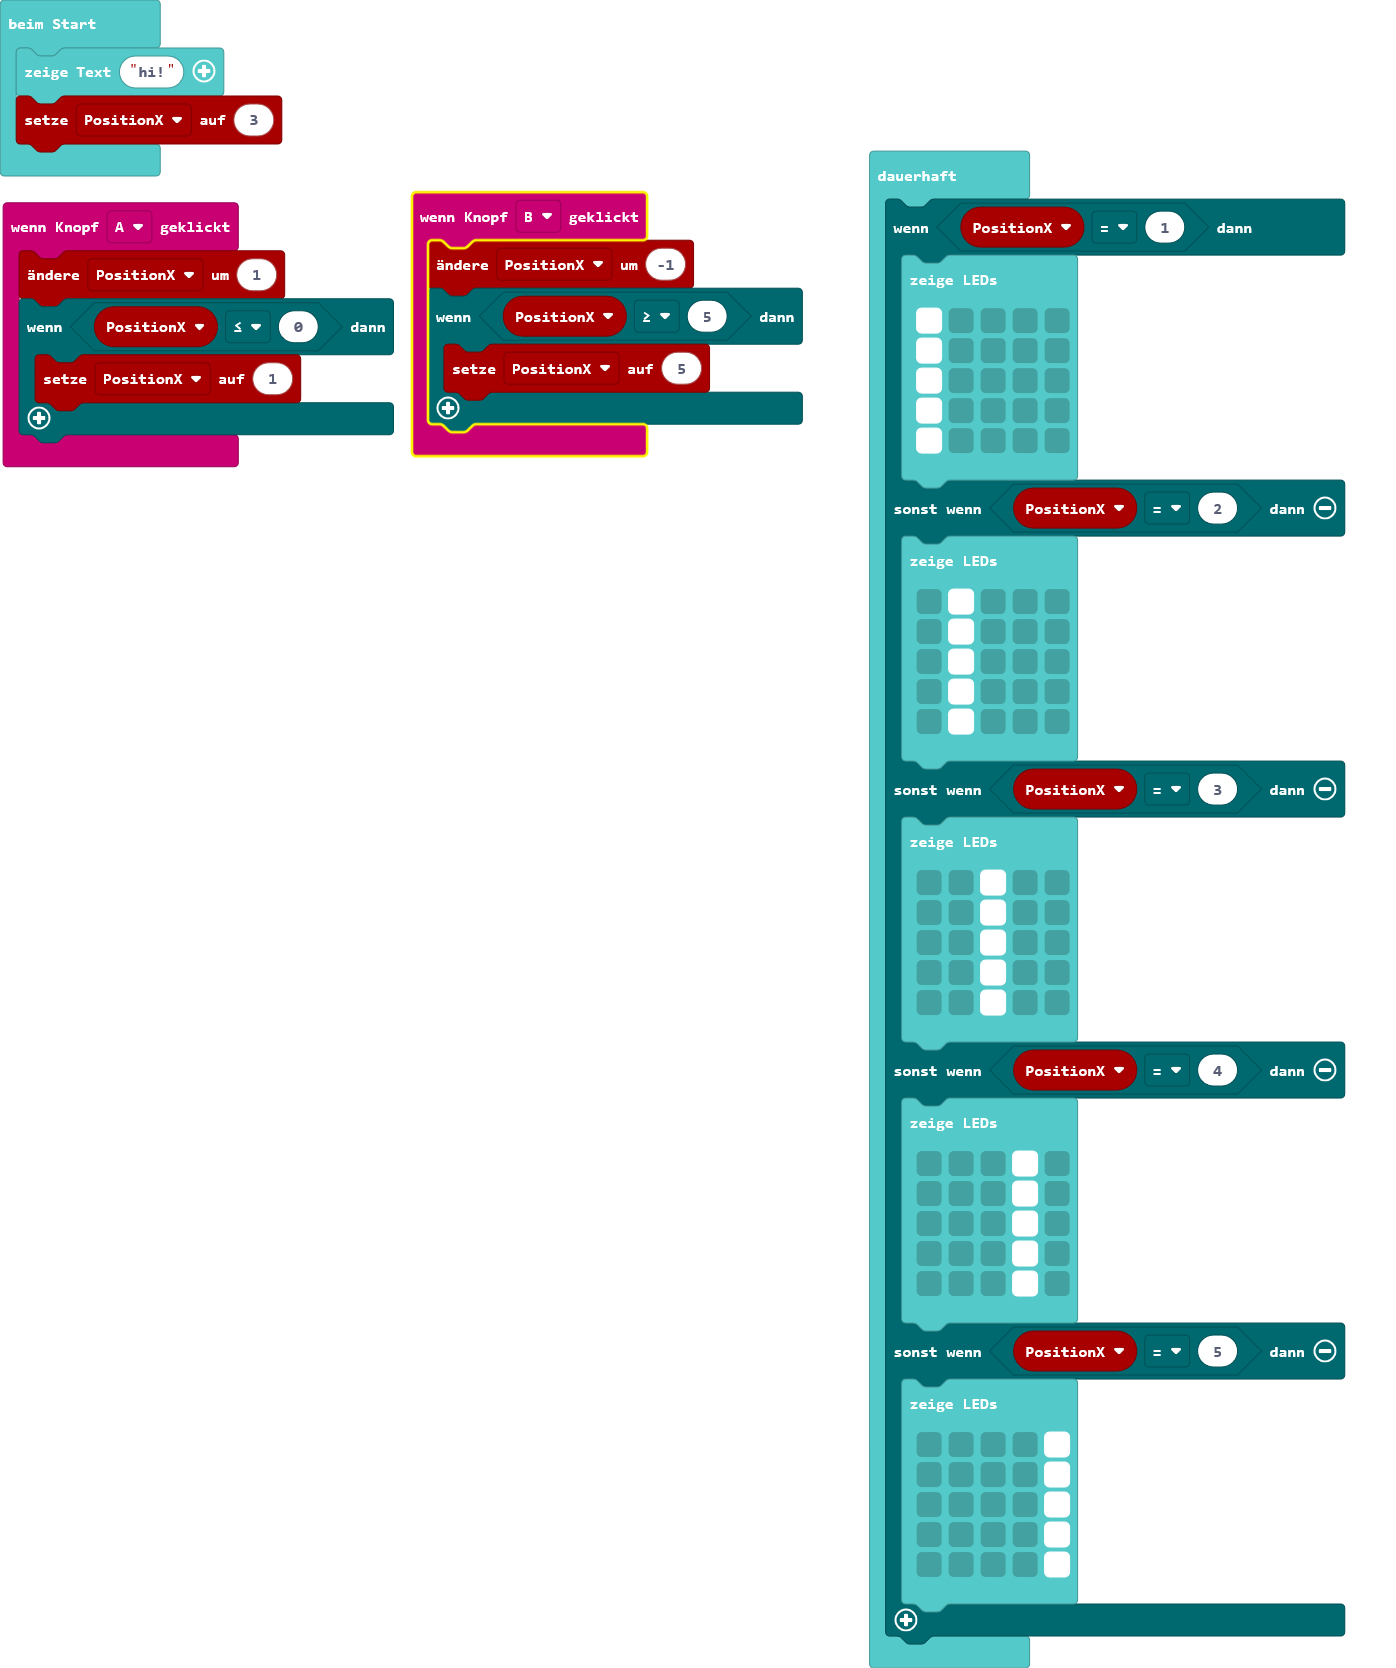 beim Start
zeige Text "hi!"
setze PositionX auf 3
wenn Knopf A geklickt
ändere PositionX um 1
wenn PositionX ≤ 0 dann
setze PositionX auf 1
wenn Knopf B geklickt
ändere PositionX um -1
wenn PositionX ≥ 5 dann
setze PositionX auf 5
dauerhaft
wenn PositionX = 1 dann
zeige LEDs
sonst wenn PositionX = 2 dann
zeige LEDs
sonst wenn PositionX = 3 dann
zeige LEDs
sonst wenn PositionX = 4 dann
zeige LEDs
sonst wenn PositionX = 5 dann
zeige LEDs